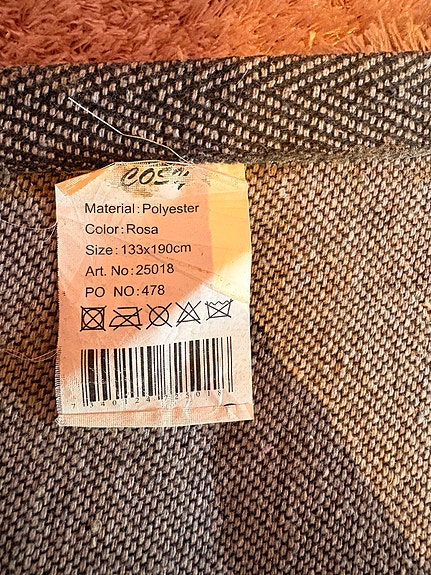 COSY
Material: Polyester
Color: Rosa
Size: 133x190cm
Art. No: 25018
PO NO: 478